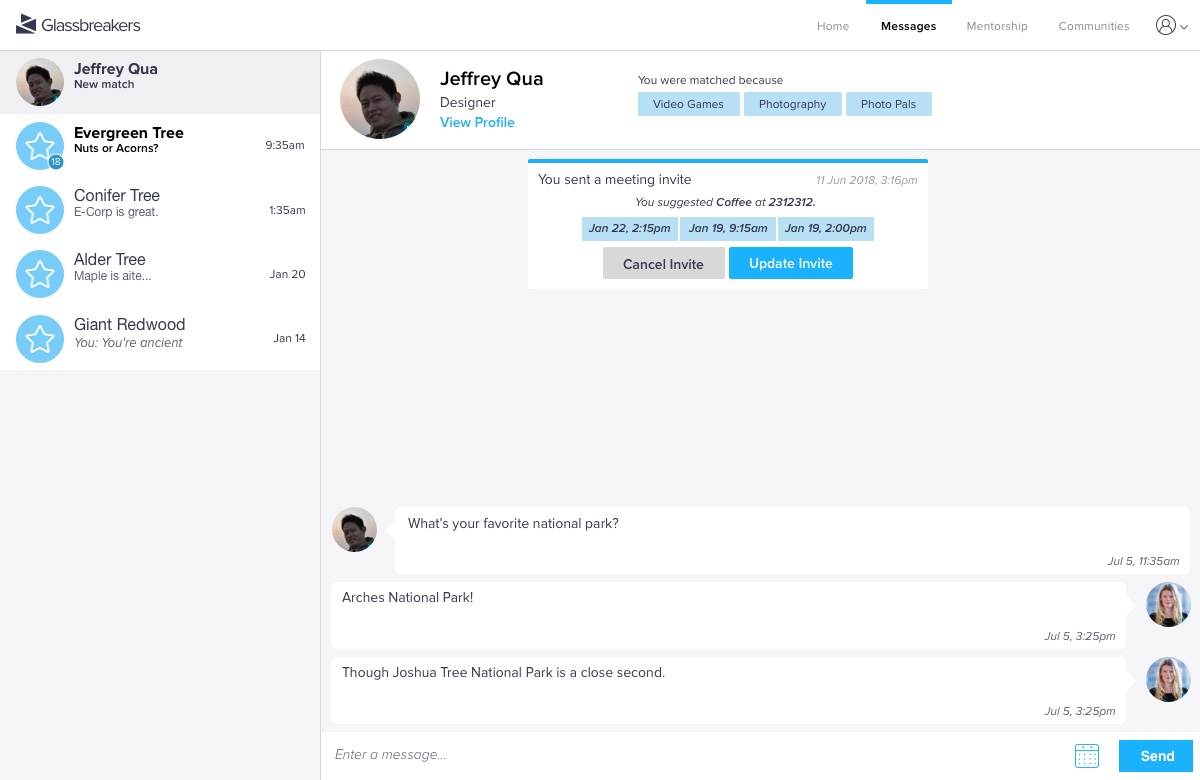 Glassbreakers
Home Messages Mentorship Communities
Jeffrey Qua
New match
Evergreen Tree
Nuts or Acorns?
9:35am
18
Conifer Tree
E-Corp is great.
1:35am
Alder Tree
Maple is aite...
Jan 20
Giant Redwood
You: You're ancient
Jan 14
Jeffrey Qua
Designer
View Profile
You were matched because
Video Games Photography Photo Pals
You sent a meeting invite 11 Jun 2018, 3:16pm
You suggested Coffee at 2312312.
Jan 22, 2:15pm Jan 19, 9:15am Jan 19, 2:00pm
Cancel Invite Update Invite
What's your favorite national park?
Jul 5, 11:35am
Arches National Park!
Jul 5, 3:25pm
Though Joshua Tree National Park is a close second.
Jul 5, 3:25pm
Enter a message...
Send